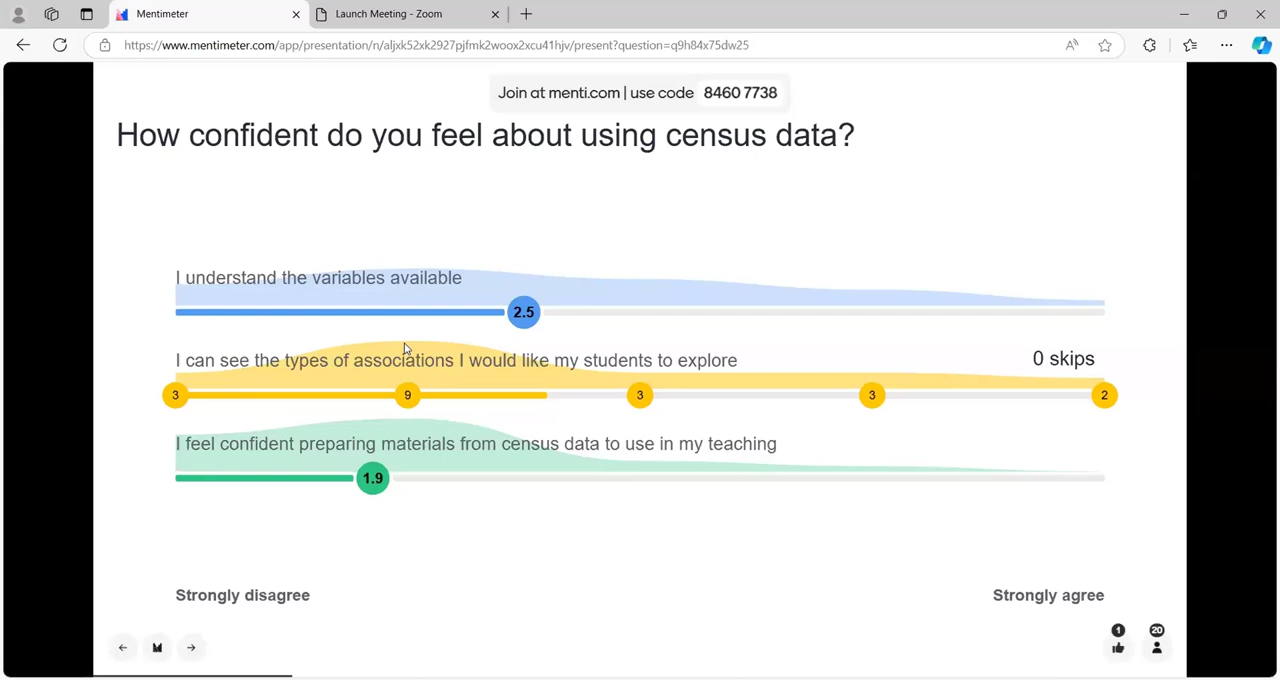 Mentimeter
Launch Meeting - Zoom
https://www.mentimeter.com/app/presentation/n/aljxk52xk2927pjfmk2woox2xcu41hjv/present?question=q9h84x75dw25
Join at menti.com | use code 8460 7738
How confident do you feel about using census data?
I understand the variables available
2.5
I can see the types of associations I would like my students to explore
0 skips
3 9 3 3 2
I feel confident preparing materials from census data to use in my teaching
1.9
Strongly disagree
Strongly agree
1 20